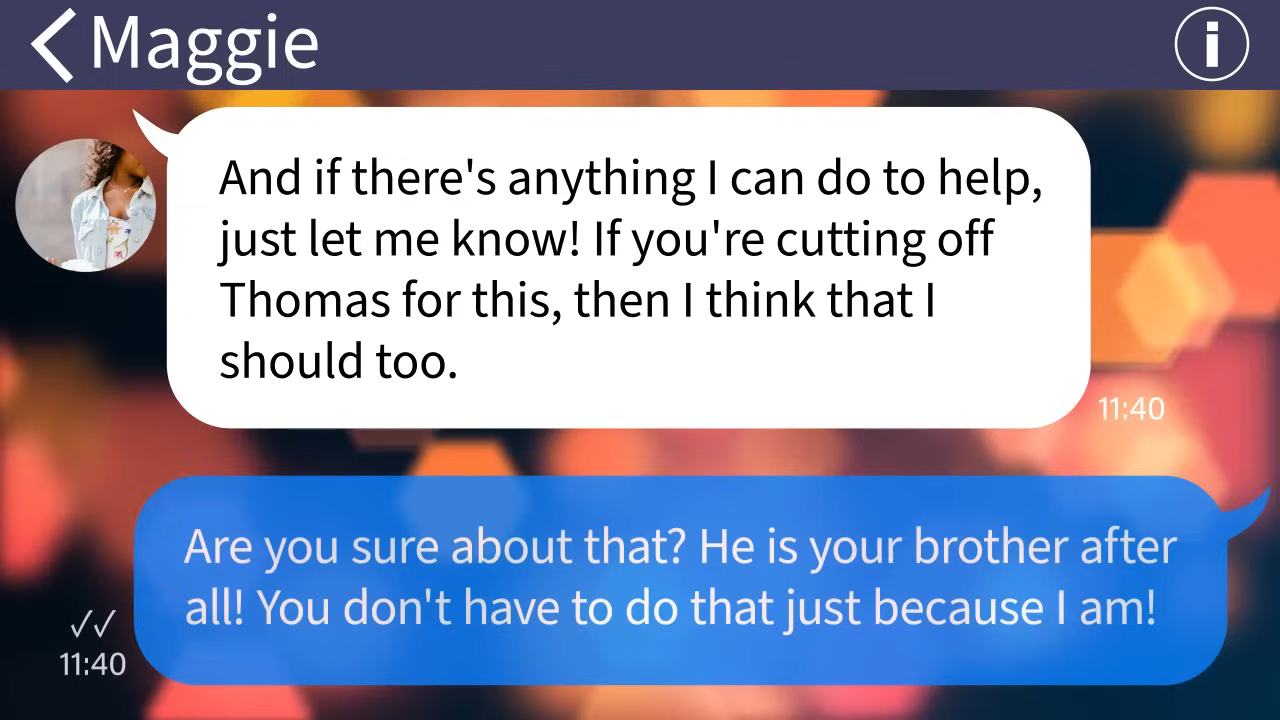 Maggie
And if there's anything I can do to help,
just let me know! If you're cutting off
Thomas for this, then I think that I
should too.
11:40
Are you sure about that? He is your brother after
all! You don't have to do that just because I am!
11:40